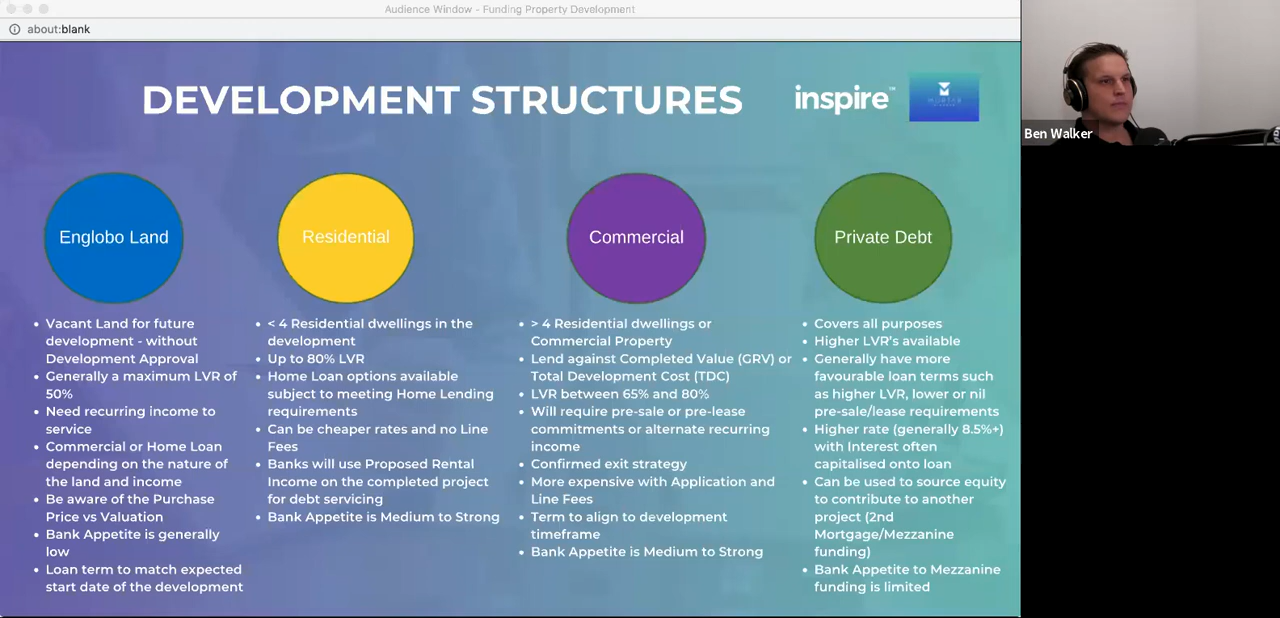 Audience Window - Funding Property Development
about:blank
DEVELOPMENT STRUCTURES
inspire™
Ben Walker
Englobo Land
Residential
Commercial
Private Debt
• Vacant Land for future
development - without
Development Approval
• Generally a maximum LVR of
50%
• Need recurring income to
service
• Commercial or Home Loan
depending on the nature of
the land and income
• Be aware of the Purchase
Price vs Valuation
• Bank Appetite is generally
low
• Loan term to match expected
start date of the development
• < 4 Residential dwellings in the
development
• Up to 80% LVR
• Home Loan options available
subject to meeting Home Lending
requirements
• Can be cheaper rates and no Line
Fees
• Banks will use Proposed Rental
Income on the completed project
for debt servicing
• Bank Appetite is Medium to Strong
• > 4 Residential dwellings or
Commercial Property
• Lend against Completed Value (GRV) or
Total Development Cost (TDC)
• LVR between 65% and 80%
• Will require pre-sale or pre-lease
commitments or alternate recurring
income
• Confirmed exit strategy
• More expensive with Application and
Line Fees
• Term to align to development
timeframe
• Bank Appetite is Medium to Strong
• Covers all purposes
• Higher LVR's available
• Generally have more
favourable loan terms such
as higher LVR, lower or nil
pre-sale/lease requirements
• Higher rate (generally 8.5%+)
with Interest often
capitalised onto loan
• Can be used to source equity
to contribute to another
project (2nd
Mortgage/Mezzanine
funding)
• Bank Appetite to Mezzanine
funding is limited